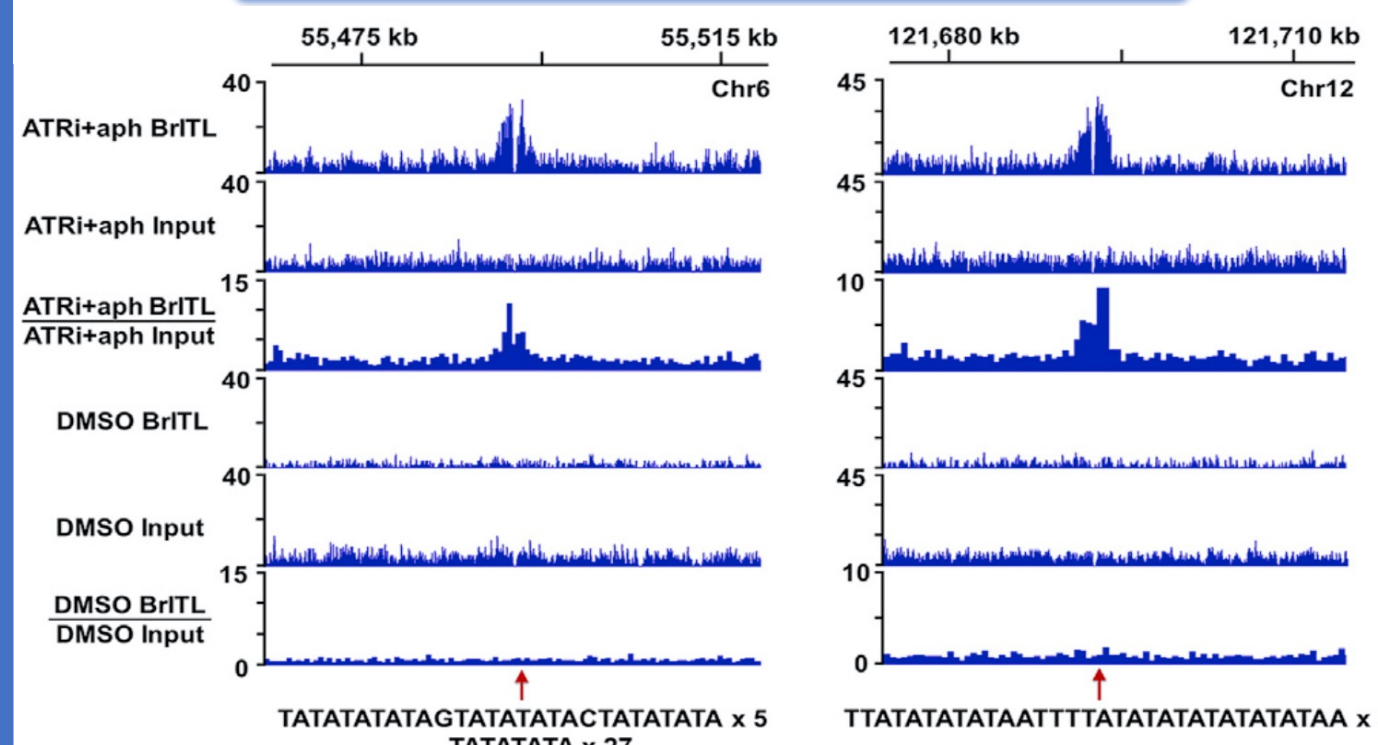 55,475 kb 55,515 kb 121,680 kb 121,710 kb
Chr6 Chr12
ATRi+aph BrITL 40 45
ATRi+aph Input 40 45
ATRi+aph BrITL
ATRi+aph Input 15 10
DMSO BrITL 40 45
DMSO Input 40 45
DMSO BrITL
DMSO Input 15 10
0 0
TATATATATAGTATATATACTATATATA x 5 TTATATATATATAATTTTATATATATATATATATAA x
TATATATA x 27